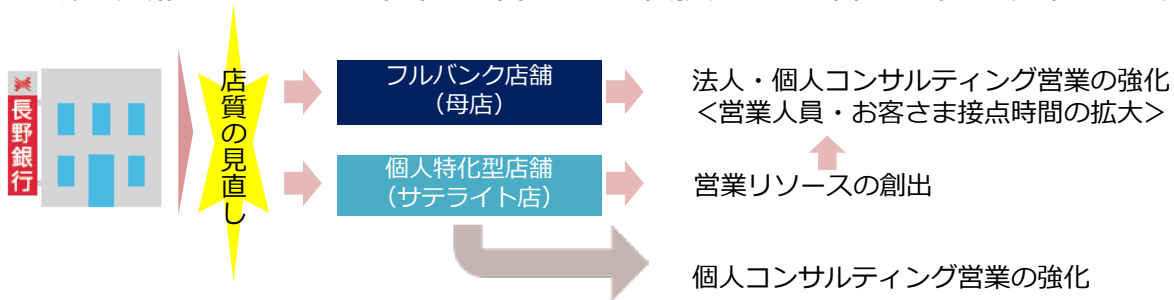 長野銀行
店質の見直し
フルバンク店舗
（母店）
法人・個人コンサルティング営業の強化
＜営業人員・お客さま接点時間の拡大＞
個人特化型店舗
（サテライト店）
営業リソースの創出
個人コンサルティング営業の強化